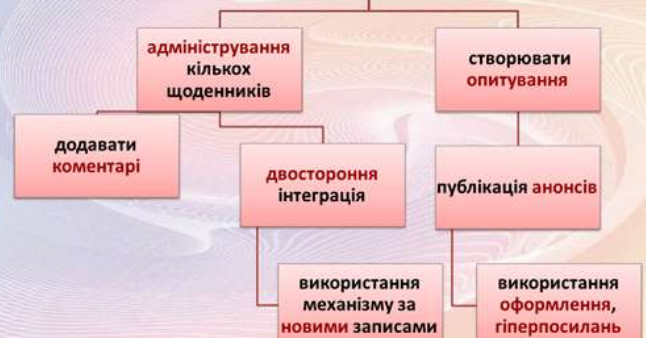 адміністрування
кількох
щоденників
створювати
опитування
додавати
коментарі
двостороння
інтеграція
публікація анонсів
використання
механізму за
новими записами
використання
оформлення,
гіперпосилань